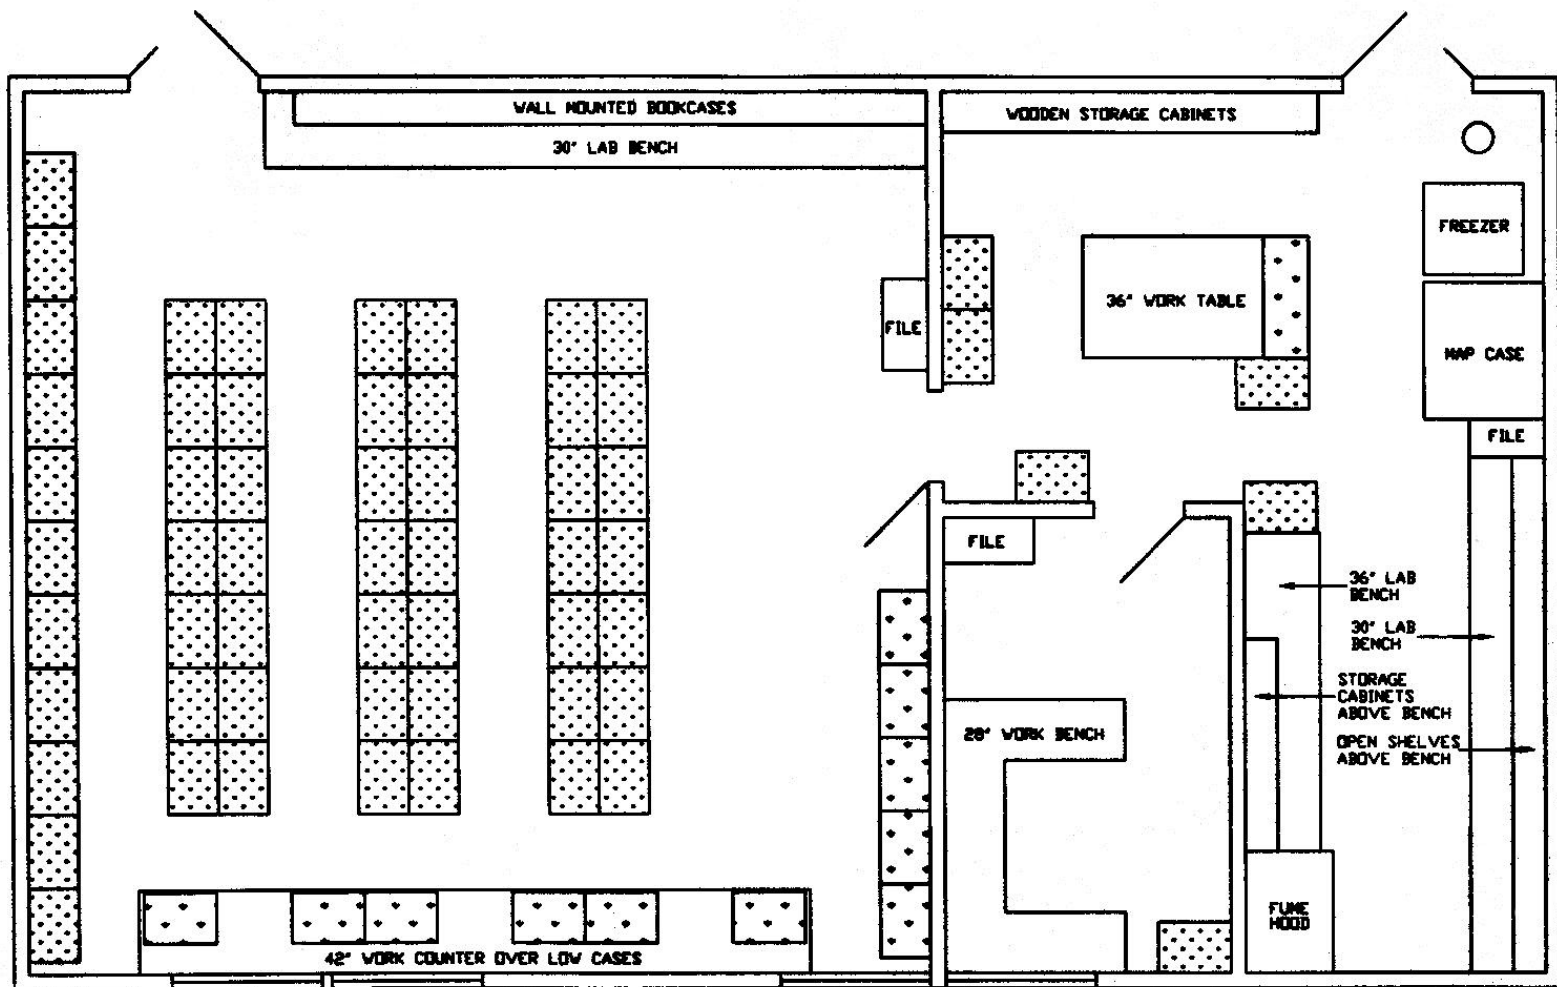 WALL MOUNTED BOOKCASES
30" LAB BENCH
WOODEN STORAGE CABINETS
FREEZER
36" WORK TABLE
FILE
MAP CASE
FILE
FILE
36" LAB
BENCH
30" LAB
BENCH
STORAGE
CABINETS
ABOVE BENCH
28" WORK BENCH
OPEN SHELVES
ABOVE BENCH
FUME
HOOD
42" WORK COUNTER OVER LOW CASES